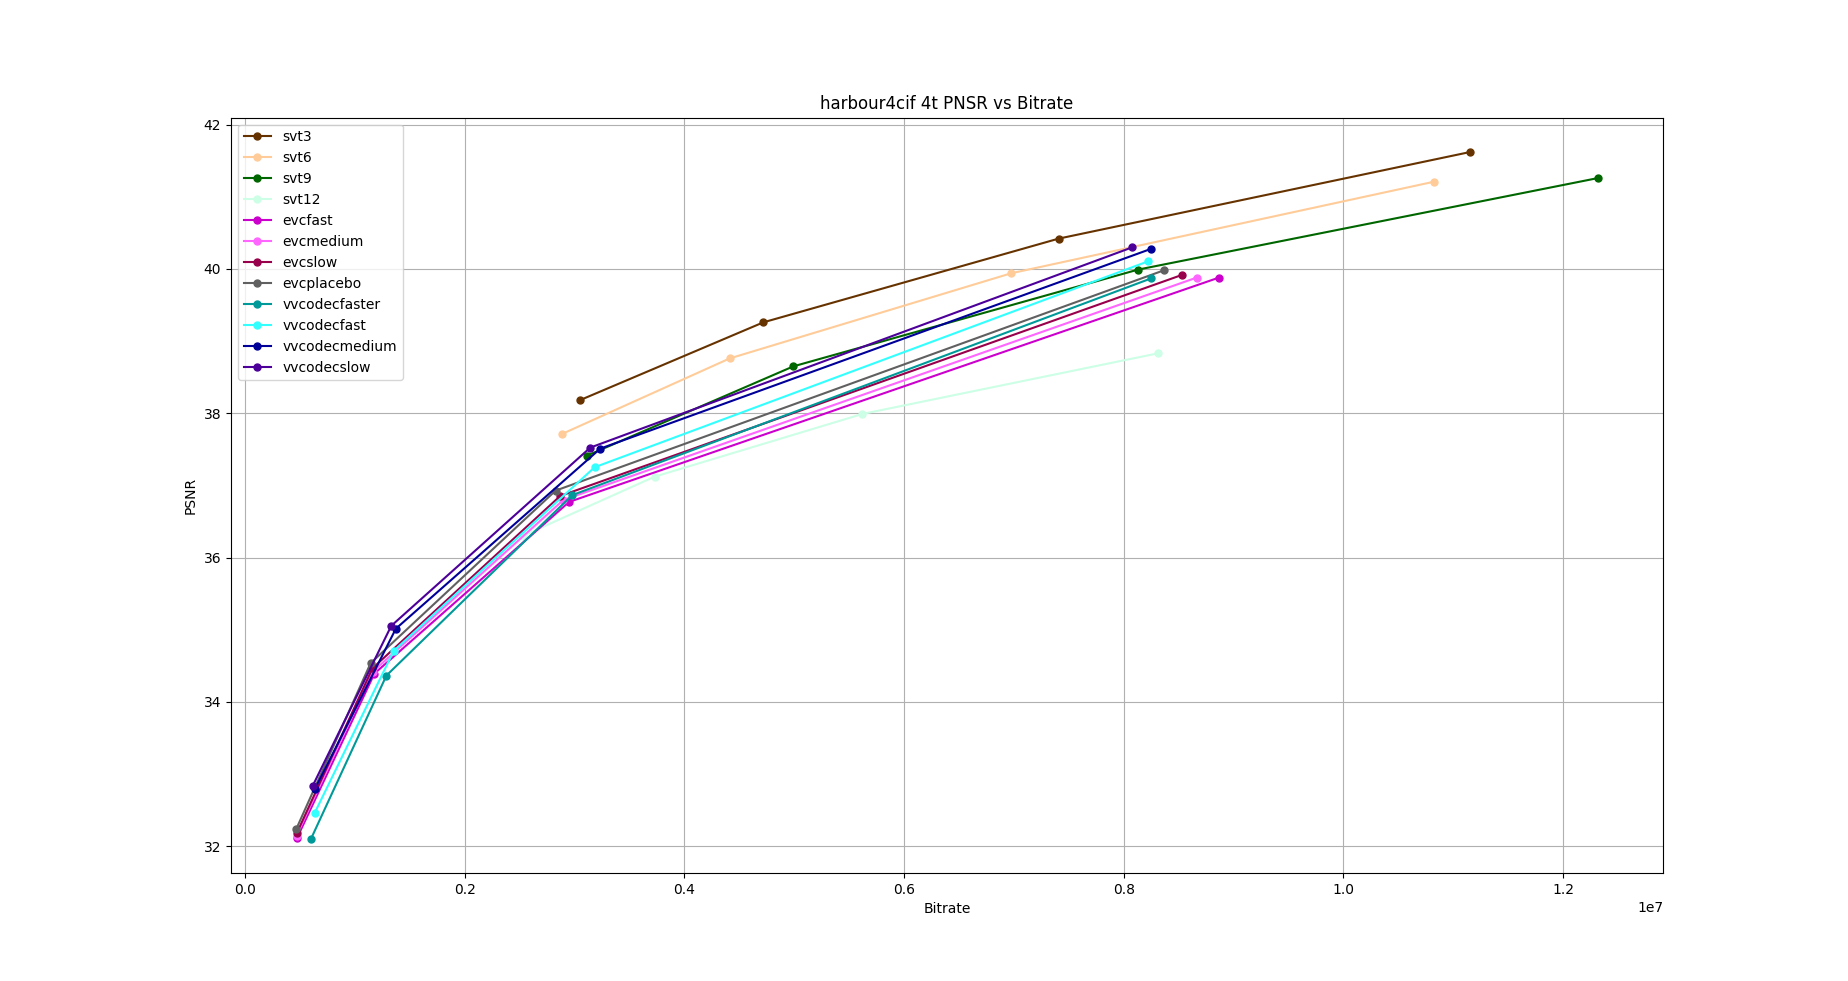 harbour4cif 4t PNSR vs Bitrate
42
40
38
36
34
32
PSNR
svt3
svt6
svt9
svt12
evcfast
evcmedium
evcslow
evcplacebo
vvcodecfaster
vvcodecfast
vvcodecmedium
vvcodecslow
0.0 0.2 0.4 0.6 0.8 1.0 1.2
1e7
Bitrate